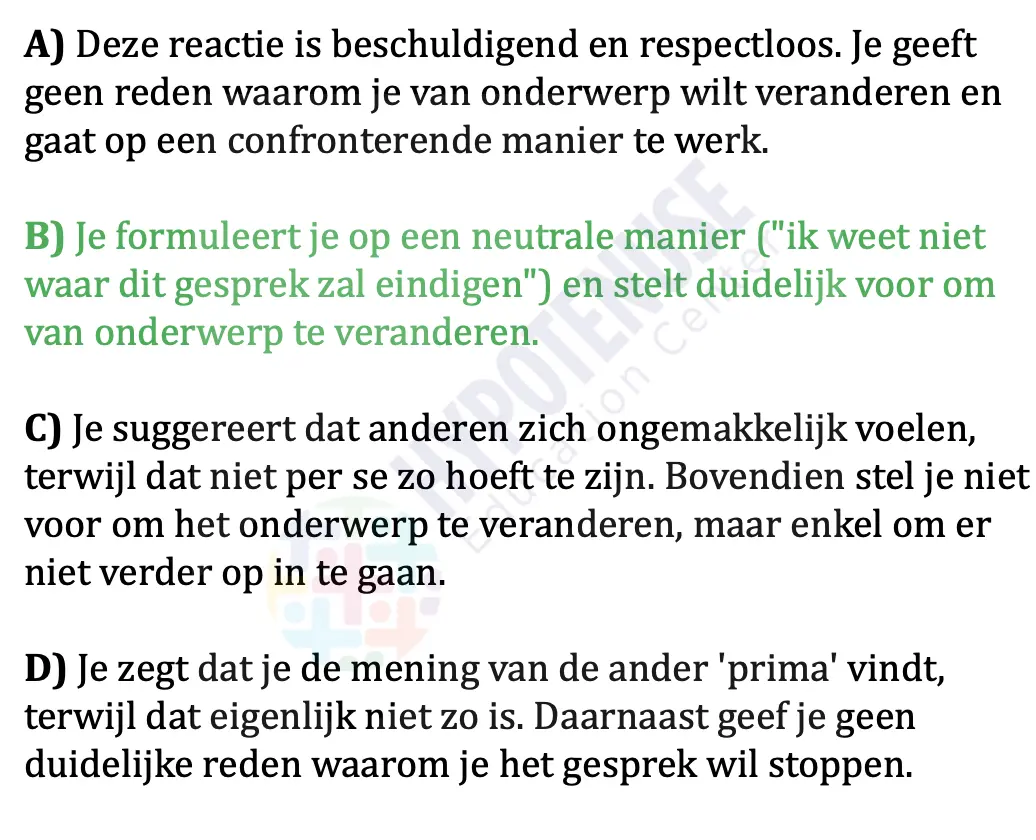 A) Deze reactie is beschuldigend en respectloos. Je geeft
geen reden waarom je van onderwerp wilt veranderen en
gaat op een confronterende manier te werk.
B) Je formuleert je op een neutrale manier ("ik weet niet
waar dit gesprek zal eindigen") en stelt duidelijk voor om
van onderwerp te veranderen.
C) Je suggereert dat anderen zich ongemakkelijk voelen,
terwijl dat niet per se zo hoeft te zijn. Bovendien stel je niet
voor om het onderwerp te veranderen, maar enkel om er
niet verder op in te gaan.
D) Je zegt dat je de mening van de ander 'prima' vindt,
terwijl dat eigenlijk niet zo is. Daarnaast geef je geen
duidelijke reden waarom je het gesprek wil stoppen.
HYPOTENUSE
Education Center